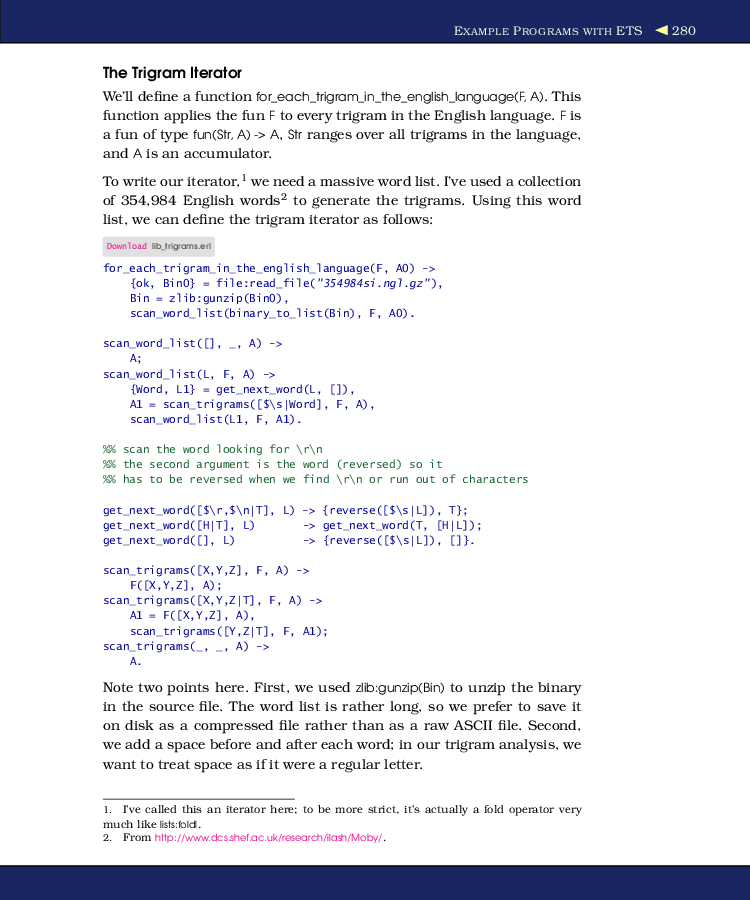 EXAMPLE PROGRAMS WITH ETS ◀ 280
The Trigram Iterator
We'll define a function for_each_trigram_in_the_english_language(F, A). This
function applies the fun F to every trigram in the English language. F is
a fun of type fun(Str, A) -> A, Str ranges over all trigrams in the language,
and A is an accumulator.
To write our iterator,1 we need a massive word list. I've used a collection
of 354,984 English words2 to generate the trigrams. Using this word
list, we can define the trigram iterator as follows:
Download lib_trigrams.erl
for_each_trigram_in_the_english_language(F, A0) ->
    {ok, Bin0} = file:read_file("354984si.ngl.gz"),
    Bin = zlib:gunzip(Bin0),
    scan_word_list(binary_to_list(Bin), F, A0).
scan_word_list([], _, A) ->
    A;
scan_word_list(L, F, A) ->
    {Word, L1} = get_next_word(L, []),
    A1 = scan_trigrams([$\s|Word], F, A),
    scan_word_list(L1, F, A1).
%% scan the word looking for \r\n
%% the second argument is the word (reversed) so it
%% has to be reversed when we find \r\n or run out of characters
get_next_word([$\r,$\n|T], L) -> {reverse([$\s|L]), T};
get_next_word([H|T], L)       -> get_next_word(T, [H|L]);
get_next_word([], L)          -> {reverse([$\s|L]), []}.
scan_trigrams([X,Y,Z], F, A) ->
    F([X,Y,Z], A);
scan_trigrams([X,Y,Z|T], F, A) ->
    A1 = F([X,Y,Z], A),
    scan_trigrams([Y,Z|T], F, A1);
scan_trigrams(_, _, A) ->
    A.
Note two points here. First, we used zlib:gunzip(Bin) to unzip the binary
in the source file. The word list is rather long, so we prefer to save it
on disk as a compressed file rather than as a raw ASCII file. Second,
we add a space before and after each word; in our trigram analysis, we
want to treat space as if it were a regular letter.
1. I've called this an iterator here; to be more strict, it's actually a fold operator very
much like lists:foldl.
2. From http://www.dcs.shef.ac.uk/research/ilash/Moby/.